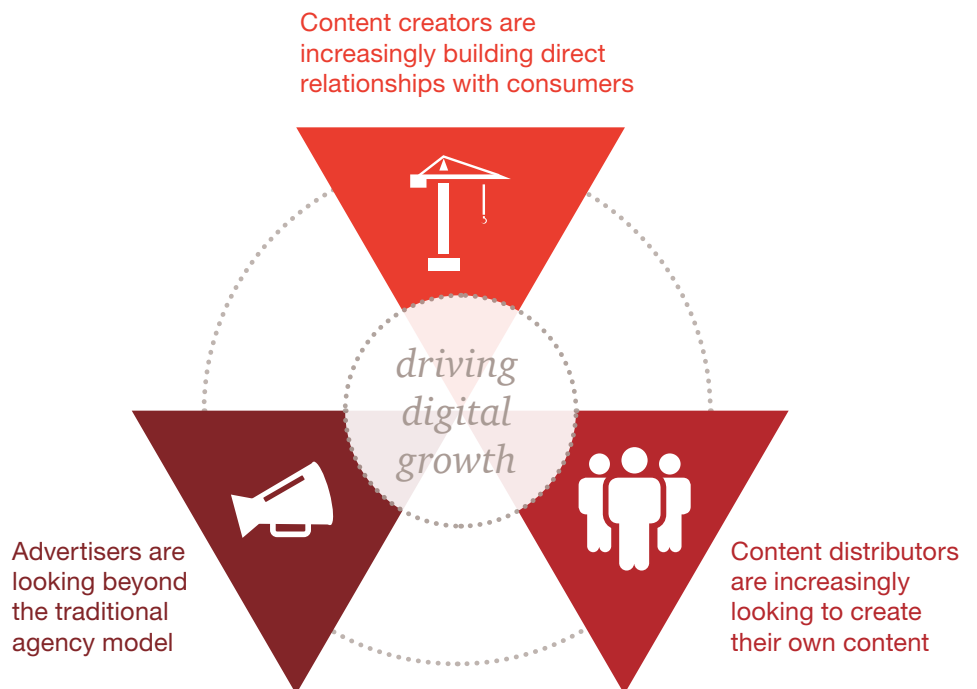 Content creators are
increasingly building direct
relationships with consumers
driving
digital
growth
Advertisers are
looking beyond
the traditional
agency model
Content distributors
are increasingly
looking to create
their own content